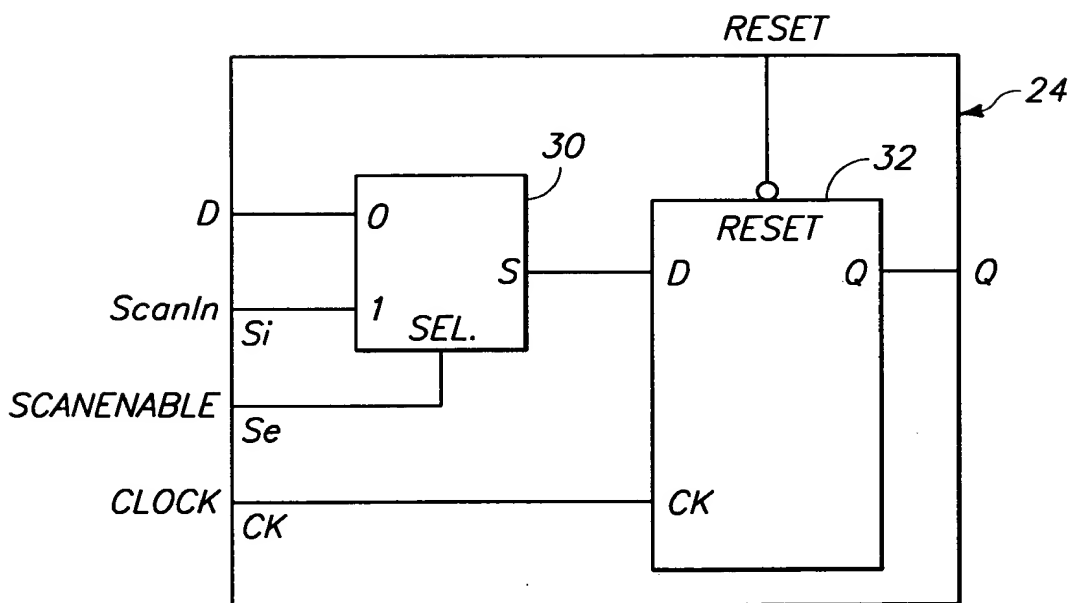 RESET
24
30
32
D
0
RESET
S
D
Q
Q
ScanIn
Si
1
SEL.
SCANENABLE
Se
CLOCK
CK
CK